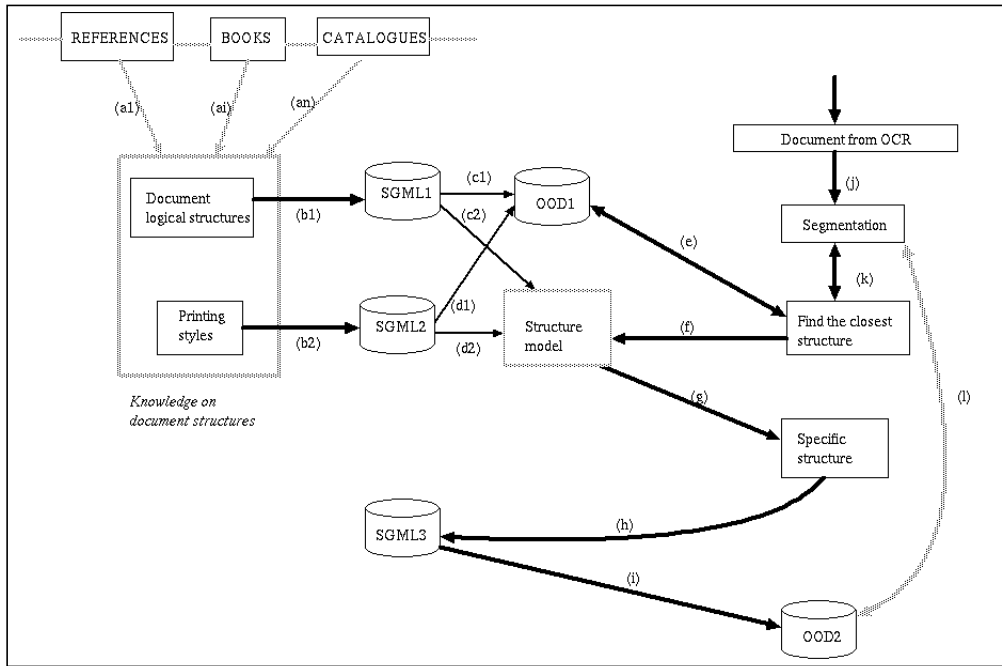 REFERENCES
BOOKS
CATALOGUES
(a1)
(ai)
(an)
Document from OCR
(j)
Document
logical structures
(b1)
SGML1
(c1)
(c2)
OOD1
(e)
Segmentation
(k)
Printing
styles
(b2)
SGML2
(d1)
(d2)
Structure
model
(f)
Find the closest
structure
Knowledge on
document structures
(g)
(l)
Specific
structure
SGML3
(h)
(i)
OOD2